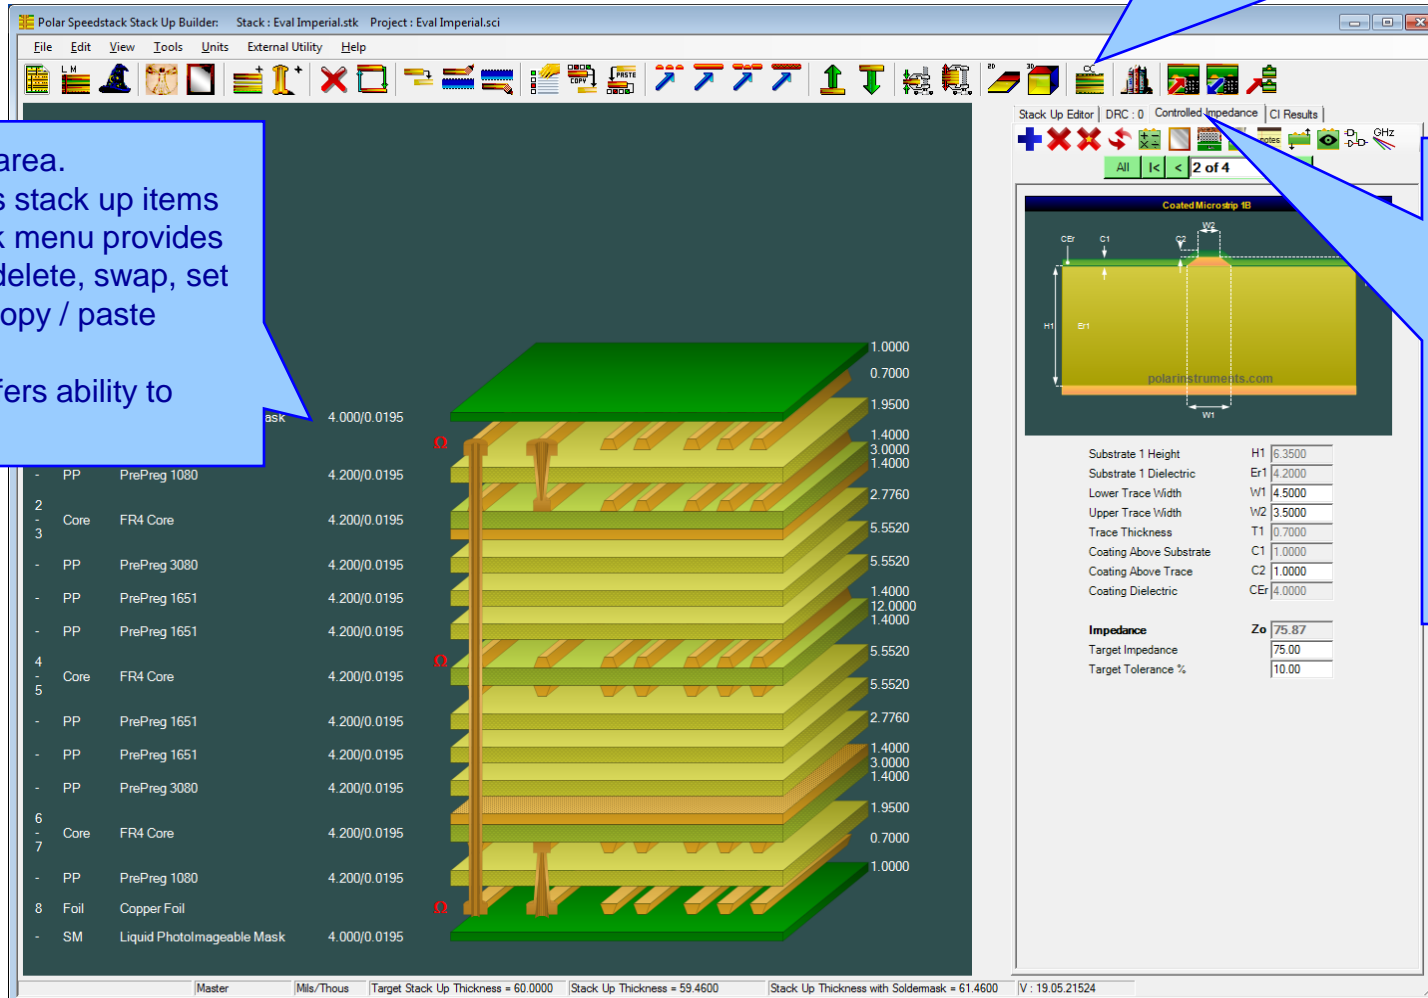 Polar Speedstack Stack Up Builder: Stack : Eval Imperial.stk Project : Eval Imperial.sci
File Edit View Tools Units External Utility Help
Stack Up Editor DRC : 0 Controlled Impedance CI Results
notes GHz
All |< < 2 of 4
area.
s stack up items
k menu provides
delete, swap, set
opy / paste
fers ability to
Coated Microstrip 1B
W2
CEr C1 C2
H1 Er1
polarinstruments.com
W1
Substrate 1 Height H1 6.3500
Substrate 1 Dielectric Er1 4.2000
Lower Trace Width W1 4.5000
Upper Trace Width W2 3.5000
Trace Thickness T1 0.7000
Coating Above Substrate C1 1.0000
Coating Above Trace C2 1.0000
Coating Dielectric CEr 4.0000
Impedance Zo 75.87
Target Impedance 75.00
Target Tolerance % 10.00
ask 4.000/0.0195
Ω
- PP PrePreg 1080 4.200/0.0195
2
- Core FR4 Core 4.200/0.0195
3
- PP PrePreg 3080 4.200/0.0195
- PP PrePreg 1651 4.200/0.0195
- PP PrePreg 1651 4.200/0.0195
4 Ω
- Core FR4 Core 4.200/0.0195
5
- PP PrePreg 1651 4.200/0.0195
- PP PrePreg 1651 4.200/0.0195
- PP PrePreg 3080 4.200/0.0195
6
- Core FR4 Core 4.200/0.0195
7
- PP PrePreg 1080 4.200/0.0195
8 Foil Copper Foil Ω
- SM Liquid PhotoImageable Mask 4.000/0.0195
1.0000
0.7000
1.9500
1.4000
3.0000
1.4000
2.7760
5.5520
5.5520
1.4000
12.0000
1.4000
5.5520
5.5520
2.7760
1.4000
3.0000
1.4000
1.9500
0.7000
1.0000
Master Mils/Thous Target Stack Up Thickness = 60.0000 Stack Up Thickness = 59.4600 Stack Up Thickness with Soldermask = 61.4600 V : 19.05.21524